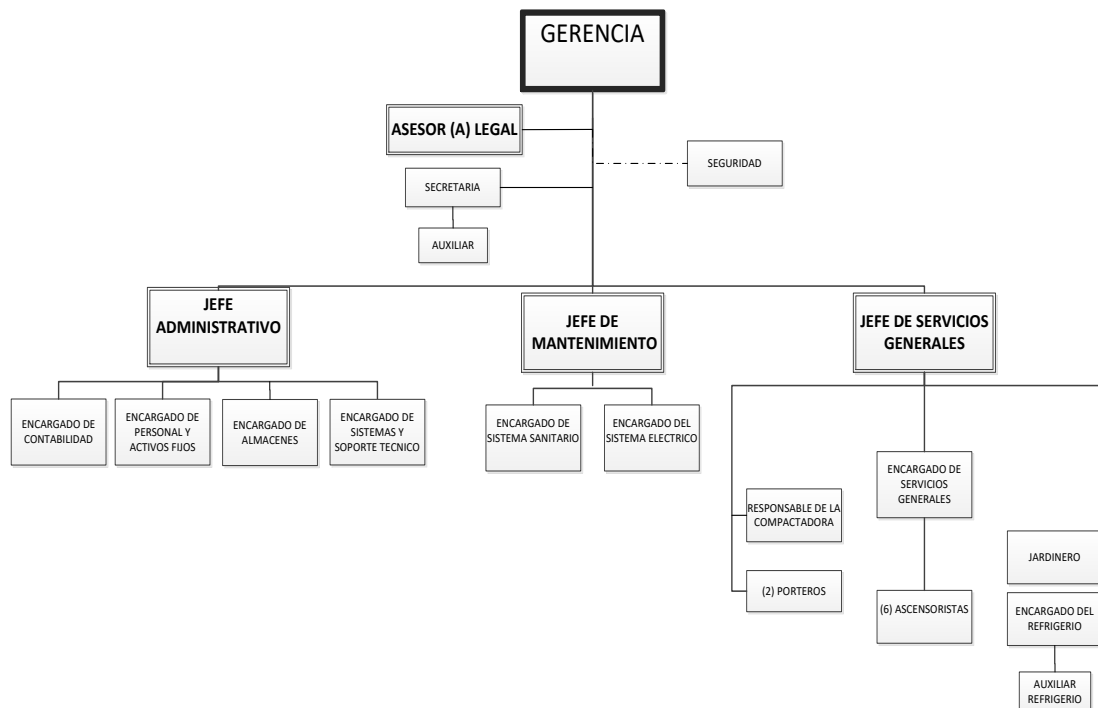 GERENCIA
ASESOR (A) LEGAL
SEGURIDAD
SECRETARIA
AUXILIAR
JEFE
ADMINISTRATIVO
JEFE DE
MANTENIMIENTO
JEFE DE SERVICIOS
GENERALES
ENCARGADO DE
CONTABILIDAD
ENCARGADO DE
PERSONAL Y
ACTIVOS FIJOS
ENCARGADO DE
ALMACENES
ENCARGADO DE
SISTEMAS Y
SOPORTE TECNICO
ENCARGADO DE
SISTEMA SANITARIO
ENCARGADO DEL
SISTEMA ELECTRICO
ENCARGADO DE
SERVICIOS
GENERALES
RESPONSABLE DE LA
COMPACTADORA
JARDINERO
(2) PORTEROS
(6) ASCENSORISTAS
ENCARGADO DEL
REFRIGERIO
AUXILIAR
REFRIGERIO